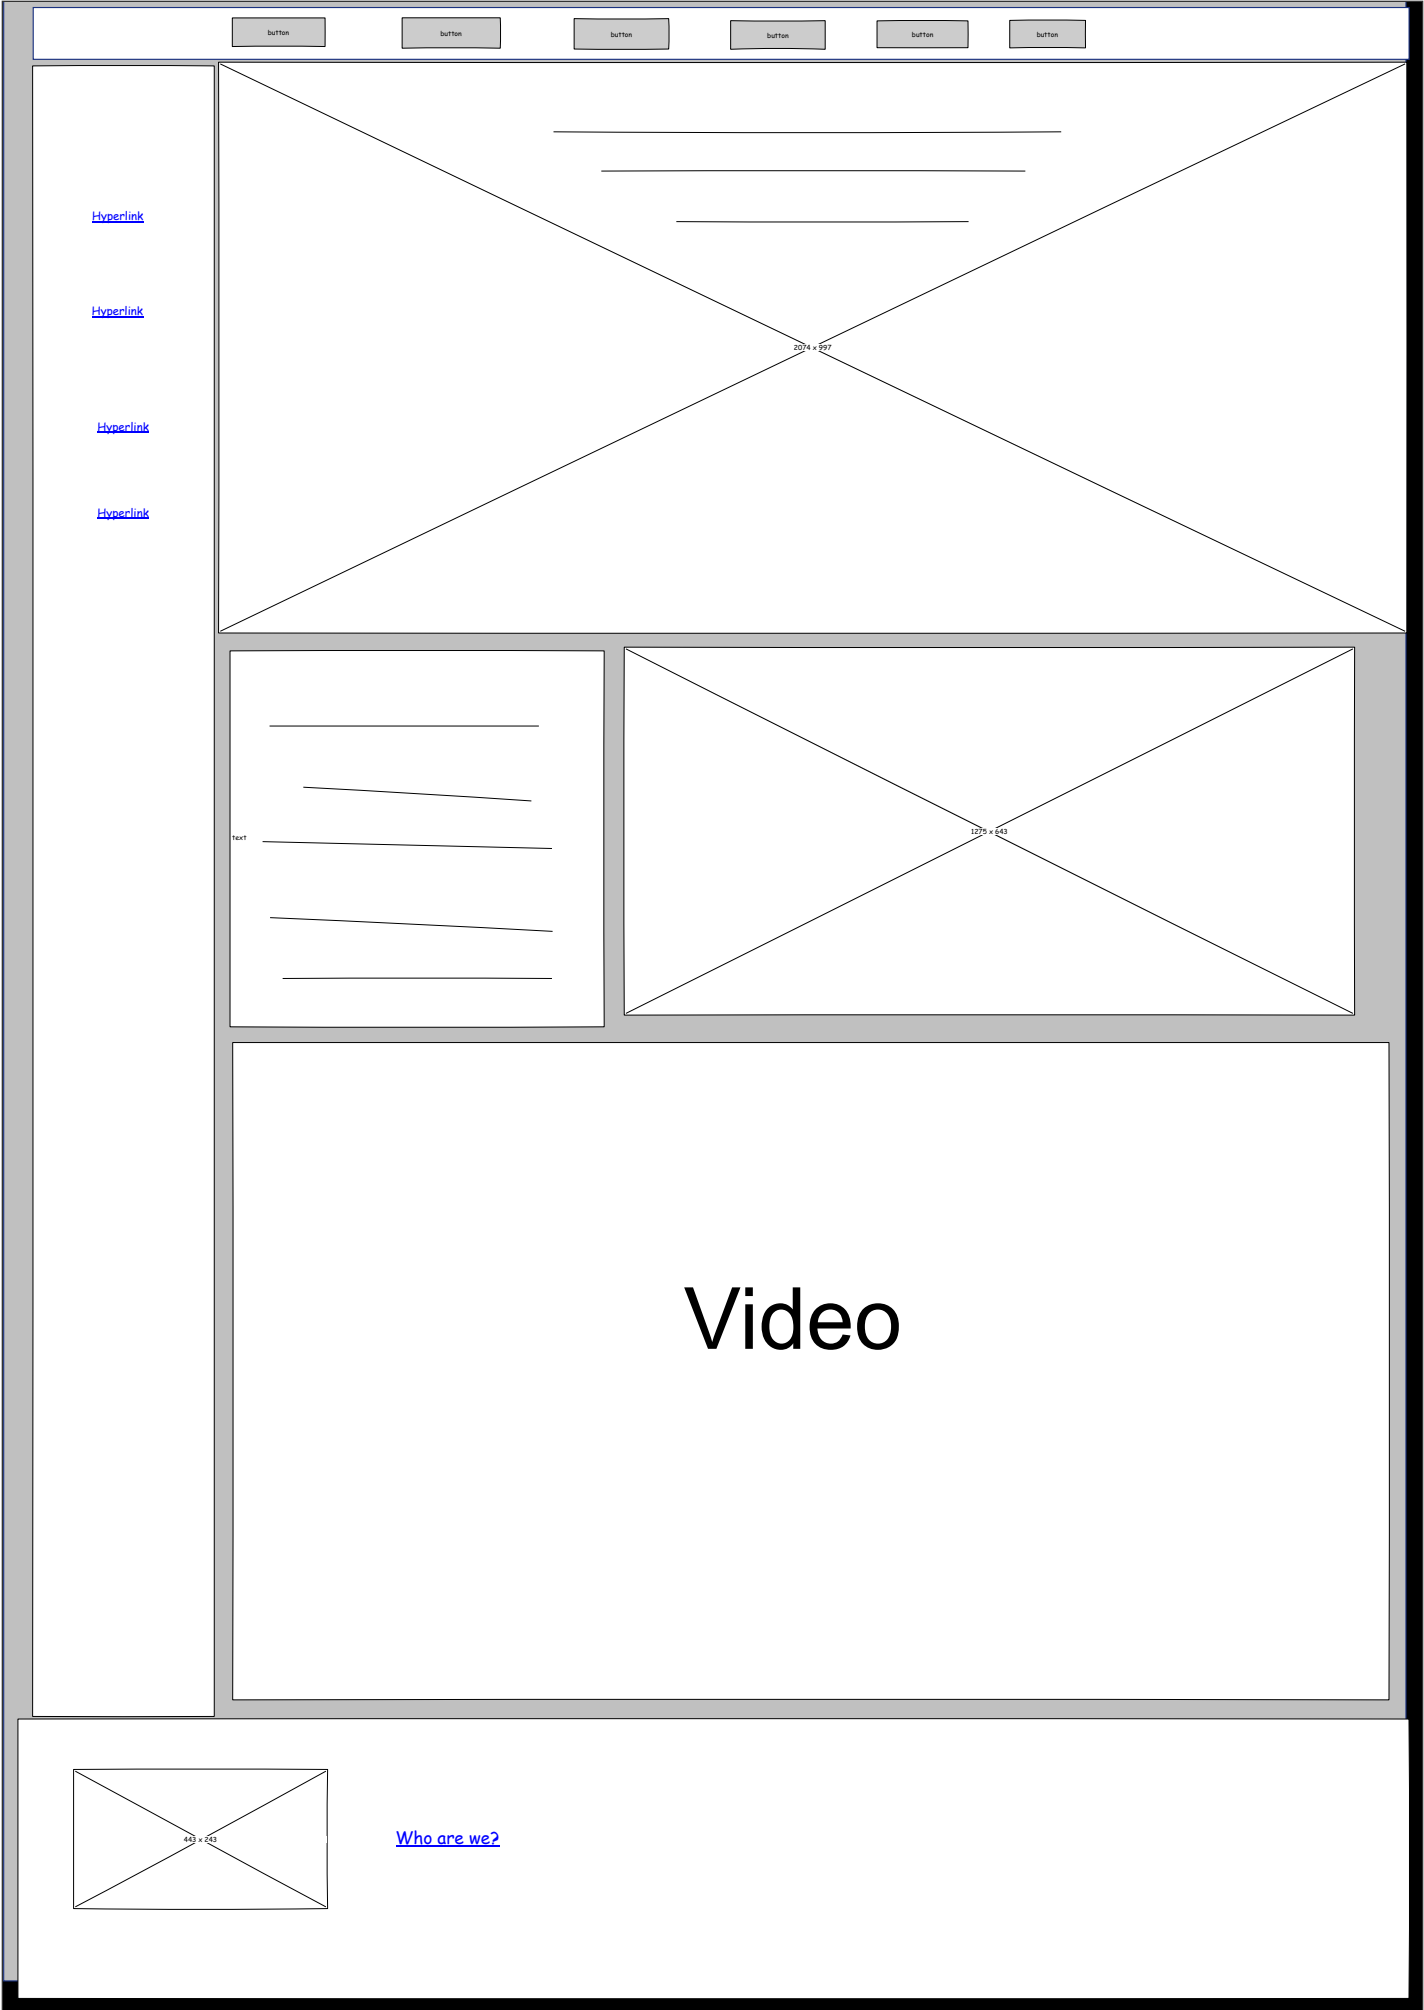 button button button button button button
Hyperlink
Hyperlink
2074 x 997
Hyperlink
Hyperlink
text
1275 x 643
Video
443 x 243
Who are we?